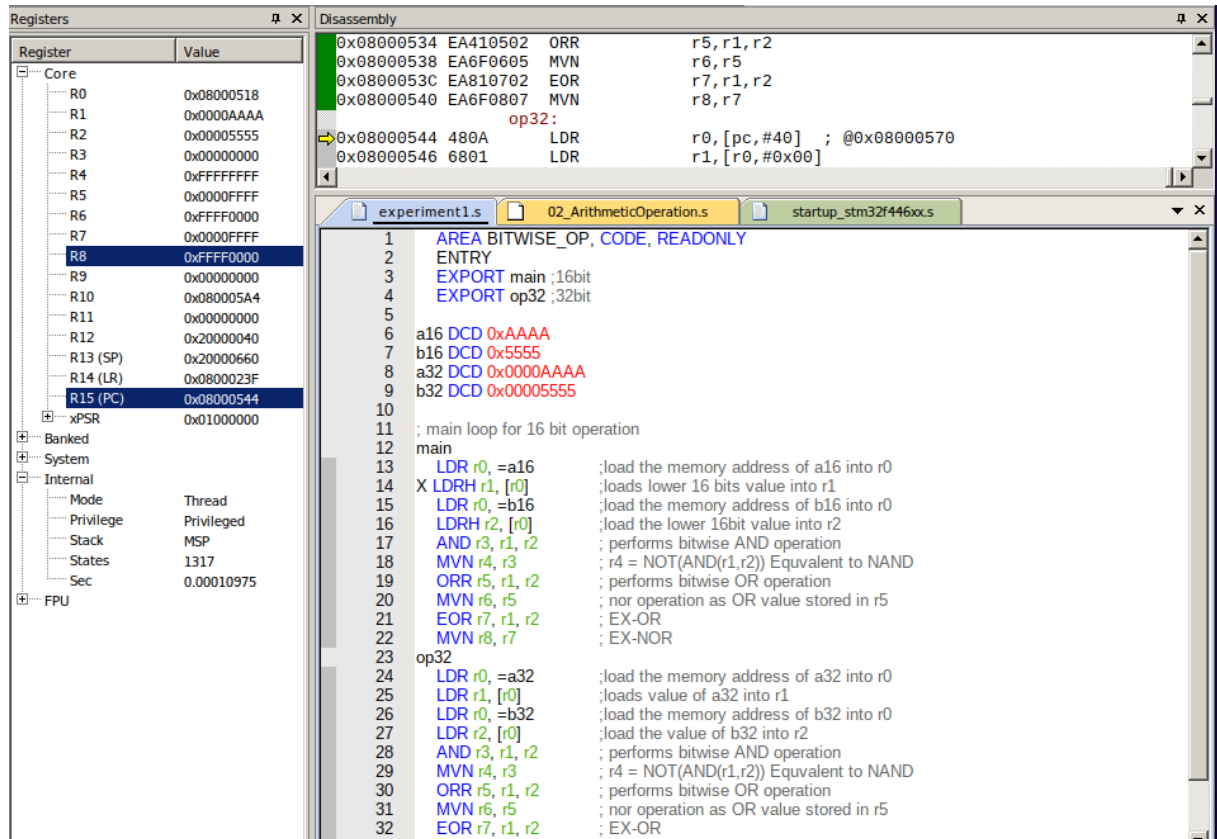 Registers
Register Value
Core
R0 0x08000518
R1 0x0000AAAA
R2 0x00005555
R3 0x00000000
R4 0xFFFFFFFF
R5 0x0000FFFF
R6 0xFFFF0000
R7 0x0000FFFF
R8 0xFFFF0000
R9 0x00000000
R10 0x080005A4
R11 0x00000000
R12 0x20000040
R13 (SP) 0x20000660
R14 (LR) 0x0800023F
R15 (PC) 0x08000544
xPSR 0x01000000
Banked
System
Internal
Mode Thread
Privilege Privileged
Stack MSP
States 1317
Sec 0.00010975
FPU
Disassembly
0x08000534 EA410502 ORR r5,r1,r2
0x08000538 EA6F0605 MVN r6,r5
0x0800053C EA810702 EOR r7,r1,r2
0x08000540 EA6F0807 MVN r8,r7
op32:
0x08000544 480A LDR r0,[pc,#40] ; @0x08000570
0x08000546 6801 LDR r1,[r0,#0x00]
experiment1.s 02_ArithmeticOperation.s startup_stm32f446xx.s
1 AREA BITWISE_OP, CODE, READONLY
2 ENTRY
3 EXPORT main ;16bit
4 EXPORT op32 ;32bit
5
6 a16 DCD 0xAAAA
7 b16 DCD 0x5555
8 a32 DCD 0x0000AAAA
9 b32 DCD 0x00005555
10
11 ; main loop for 16 bit operation
12 main
13 LDR r0, =a16 ;load the memory address of a16 into r0
14 X LDRH r1, [r0] ;loads lower 16 bits value into r1
15 LDR r0, =b16 ;load the memory address of b16 into r0
16 LDRH r2, [r0] ;load the lower 16bit value into r2
17 AND r3, r1, r2 ; performs bitwise AND operation
18 MVN r4, r3 ; r4 = NOT(AND(r1,r2)) Equvalent to NAND
19 ORR r5, r1, r2 ; performs bitwise OR operation
20 MVN r6, r5 ; nor operation as OR value stored in r5
21 EOR r7, r1, r2 ; EX-OR
22 MVN r8, r7 ; EX-NOR
23 op32
24 LDR r0, =a32 ;load the memory address of a32 into r0
25 LDR r1, [r0] ;loads value of a32 into r1
26 LDR r0, =b32 ;load the memory address of b32 into r0
27 LDR r2, [r0] ;load the value of b32 into r2
28 AND r3, r1, r2 ; performs bitwise AND operation
29 MVN r4, r3 ; r4 = NOT(AND(r1,r2)) Equvalent to NAND
30 ORR r5, r1, r2 ; performs bitwise OR operation
31 MVN r6, r5 ; nor operation as OR value stored in r5
32 EOR r7, r1, r2 ; EX-OR